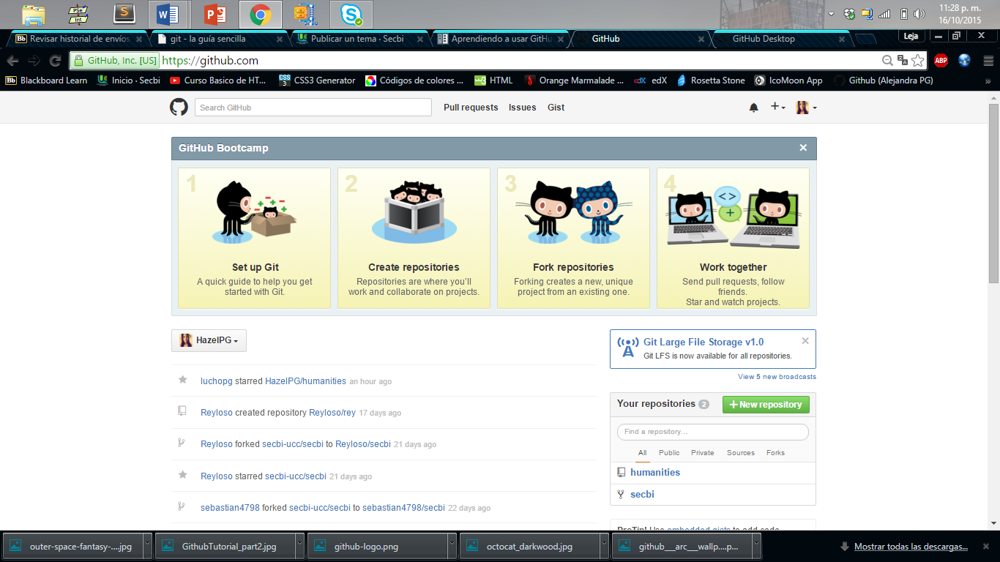 PSe
Int
11:28 p. m.
16/10/2015
Revisar historial de envíos
git - la guía sencilla
Publicar un tema · Secbi
Aprendiendo a usar GitHu
GitHub
GitHub Desktop
Leja
GitHub, Inc. [US]
https://github.com
ABP
Bb Blackboard Learn
Inicio · Secbi
Curso Basico de HT...
CSS3 Generator
Códigos de colores ...
HTML
Orange Marmalade ...
edX
Rosetta Stone
IcoMoon App
Github (Alejandra PG)
»
Search GitHub
Pull requests
Issues
Gist
GitHub Bootcamp
1
Set up Git
A quick guide to help you get
started with Git.
2
Create repositories
Repositories are where you'll
work and collaborate on projects.
3
Fork repositories
Forking creates a new, unique
project from an existing one.
4
Work together
Send pull requests, follow
friends.
Star and watch projects.
HazelPG
luchopg starred HazelPG/humanities an hour ago
Reyloso created repository Reyloso/rey 17 days ago
Reyloso forked secbi-ucc/secbi to Reyloso/secbi 21 days ago
Reyloso starred secbi-ucc/secbi 21 days ago
sebastian4798 forked secbi-ucc/secbi to sebastian4798/secbi 22 days ago
Git Large File Storage v1.0
Git LFS is now available for all repositories.
View 5 new broadcasts
Your repositories 2
New repository
Find a repository...
All
Public
Private
Sources
Forks
humanities
secbi
ProTip! Use embedded gists to add code
outer-space-fantasy-....jpg
GithubTutorial_part2.jpg
github-logo.png
octocat_darkwood.jpg
github___arc___wallp....p...
Mostrar todas las descargas...